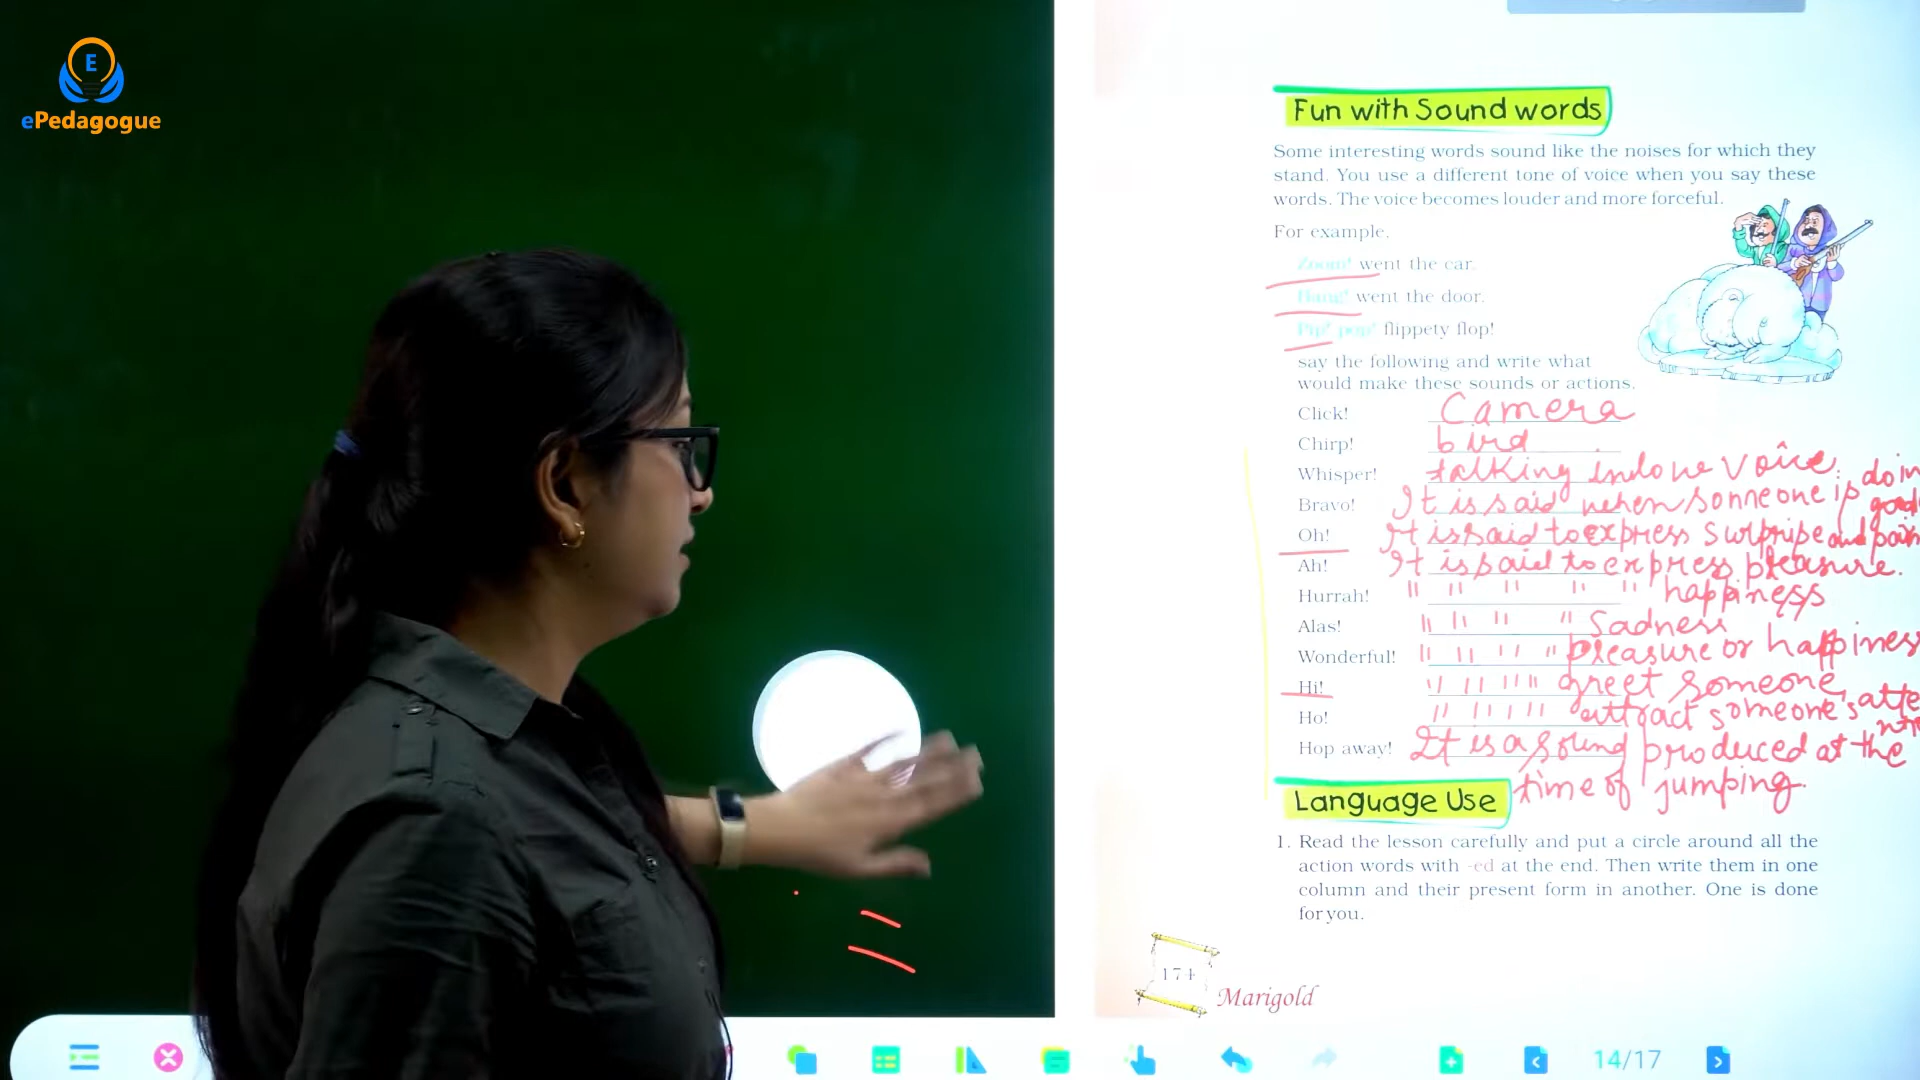 E
ePedagogue
Fun with Sound words
Some interesting words sound like the noises for which they
stand. You use a different tone of voice when you say these
words. The voice becomes louder and more forceful.
For example.
Zoom! went the car.
Bang! went the door.
Pip! pop! flippety flop!
say the following and write what
would make these sounds or actions.
Click! Camera
Chirp! bird
Whisper! talking in low voice.
Bravo! It is said when someone is doin good
Oh! It is said to express surprise and pain
Ah! It is said to express pleasure.
Hurrah! " " " " " happiness
Alas! " " " " sadness
Wonderful! " " " " pleasure or happiness
Hi! " " " " greet someone
Ho! " " " " attract someone's atte
Hop away! It is a sound produced at the
time of jumping.
Language Use
1. Read the lesson carefully and put a circle around all the
action words with -ed at the end. Then write them in one
column and their present form in another. One is done
for you.
174
Marigold
14/17